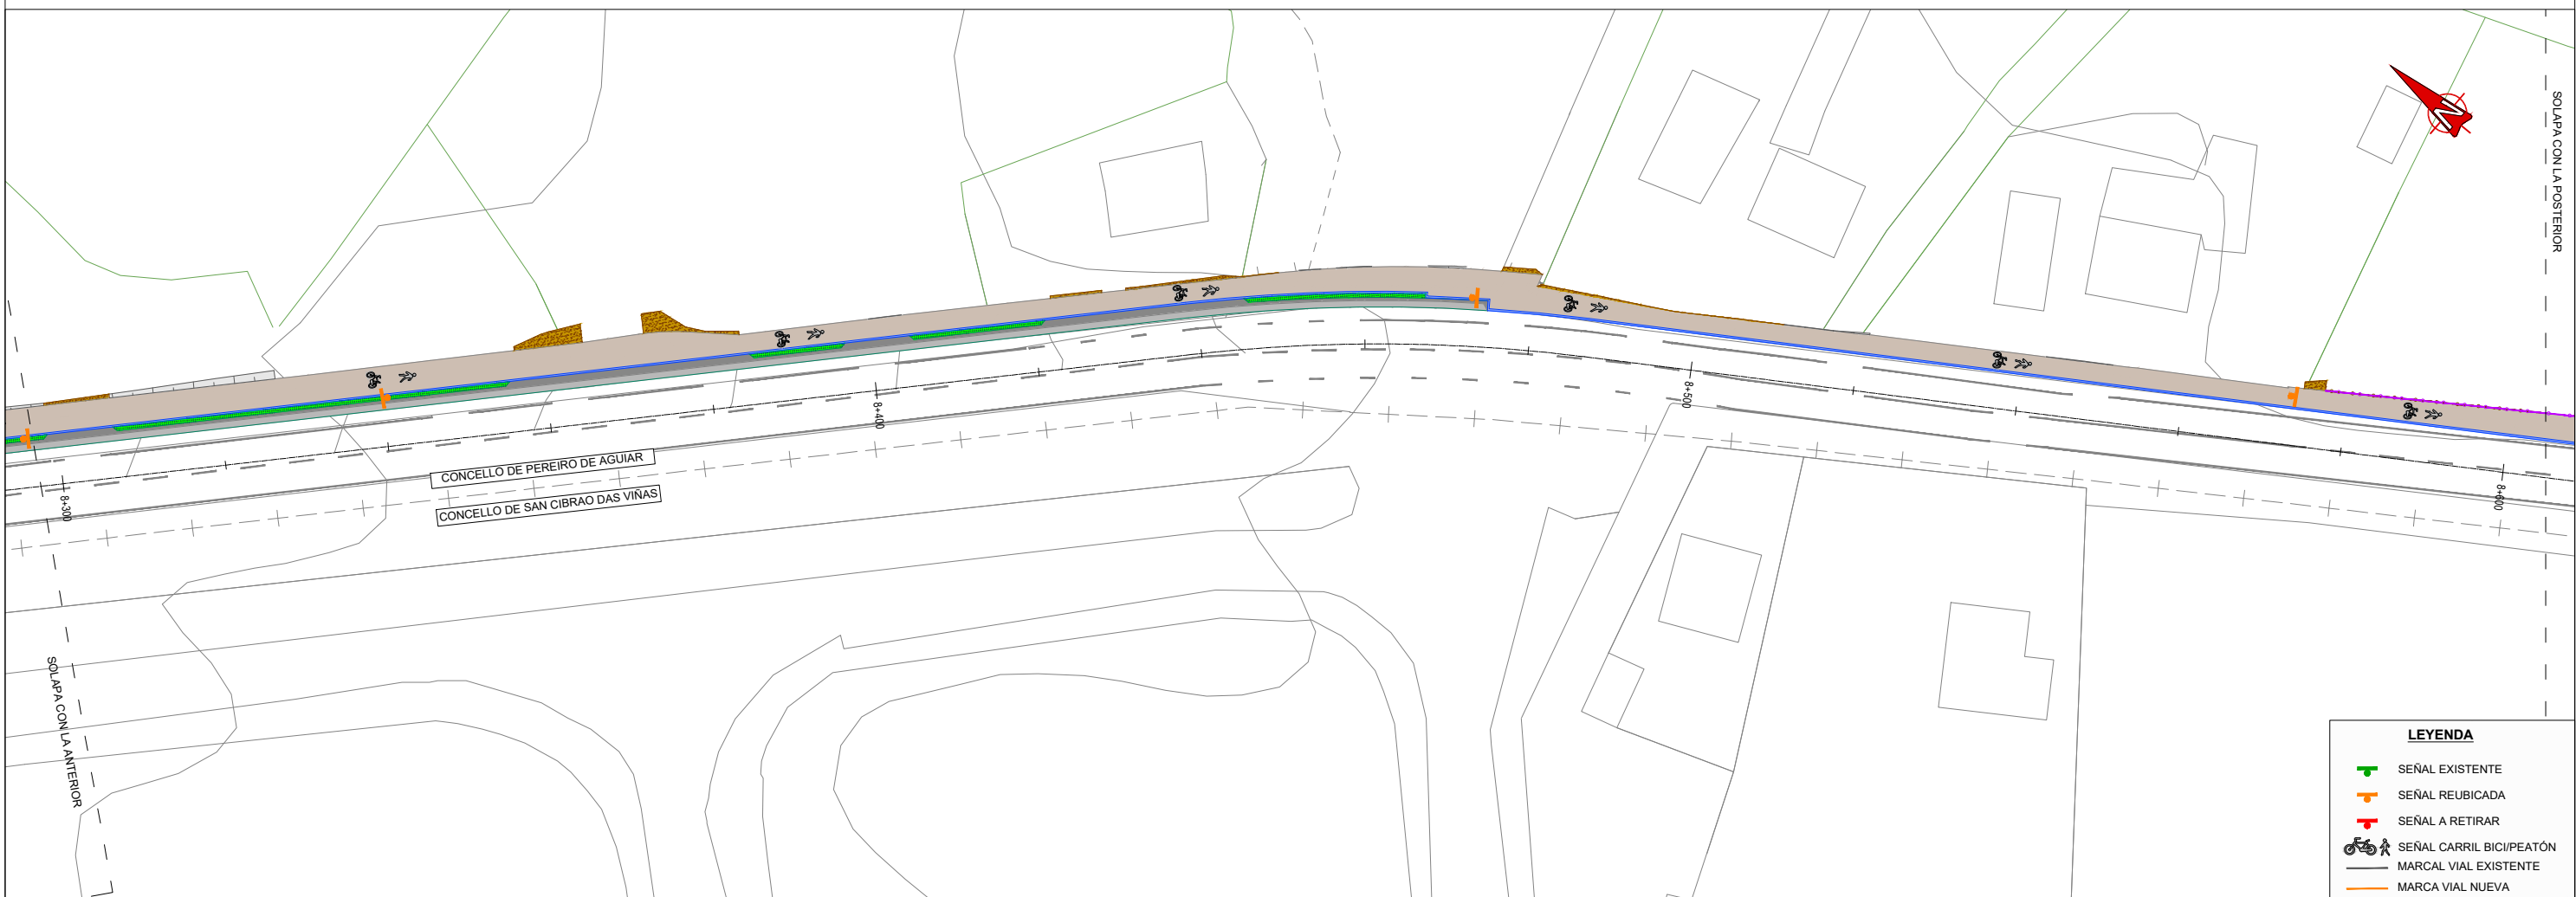 SOLAPA CON LA POSTERIOR
8+300
8+400
8+500
8+600
CONCELLO DE PEREIRO DE AGUIAR
CONCELLO DE SAN CIBRAO DAS VIÑAS
SOLAPA CON LA ANTERIOR
LEYENDA
SEÑAL EXISTENTE
SEÑAL REUBICADA
SEÑAL A RETIRAR
SEÑAL CARRIL BICI/PEATÓN
MARCAL VIAL EXISTENTE
MARCA VIAL NUEVA